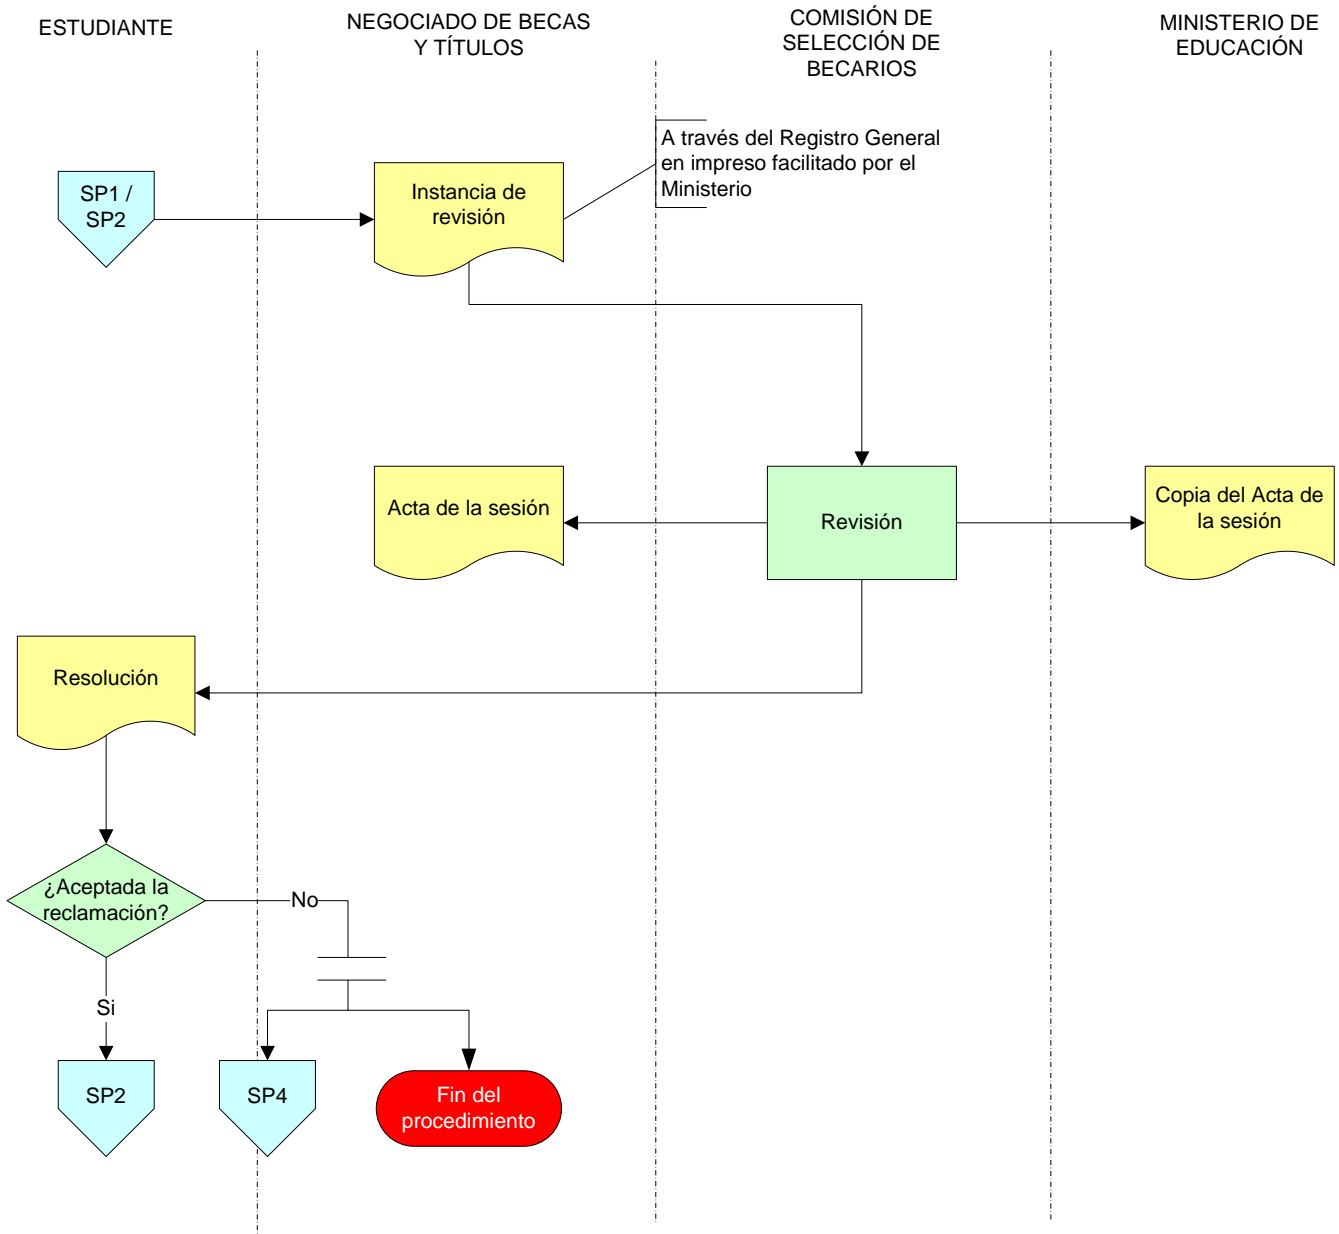 ESTUDIANTE
NEGOCIADO DE BECAS
Y TÍTULOS
COMISIÓN DE
SELECCIÓN DE
BECARIOS
MINISTERIO DE
EDUCACIÓN
SP1 /
SP2
Instancia de
revisión
A través del Registro General
en impreso facilitado por el
Ministerio
Acta de la sesión
Revisión
Copia del Acta de
la sesión
Resolución
¿Aceptada la
reclamación?
No
Si
SP2
SP4
Fin del
procedimiento